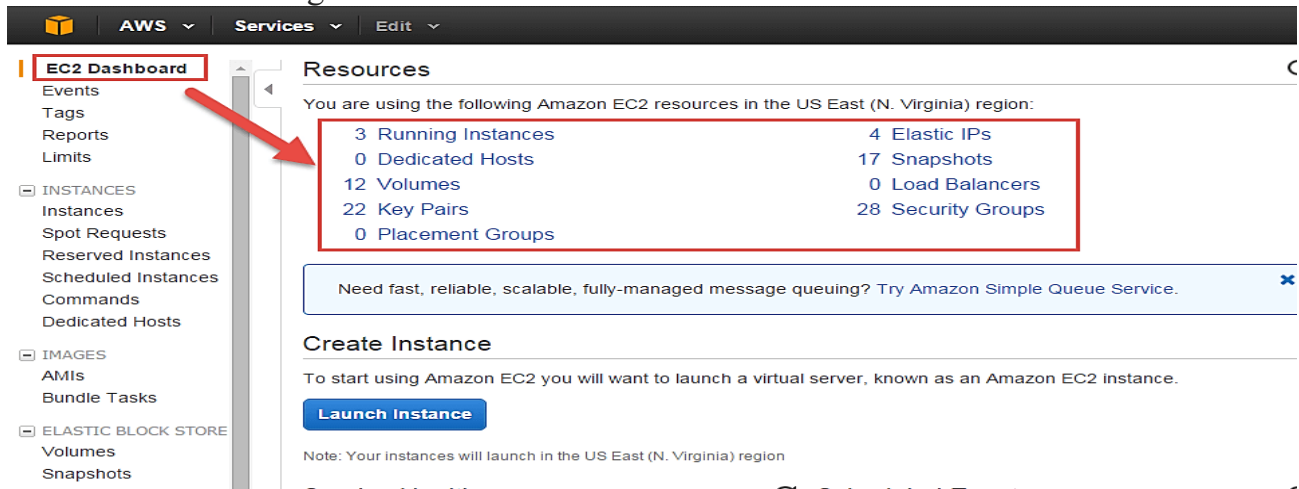 AWS Services Edit
EC2 Dashboard
Events
Tags
Reports
Limits
INSTANCES
Instances
Spot Requests
Reserved Instances
Scheduled Instances
Commands
Dedicated Hosts
IMAGES
AMIs
Bundle Tasks
ELASTIC BLOCK STORE
Volumes
Snapshots
Resources
You are using the following Amazon EC2 resources in the US East (N. Virginia) region:
3 Running Instances
0 Dedicated Hosts
12 Volumes
22 Key Pairs
0 Placement Groups
4 Elastic IPs
17 Snapshots
0 Load Balancers
28 Security Groups
Need fast, reliable, scalable, fully-managed message queuing? Try Amazon Simple Queue Service.
Create Instance
To start using Amazon EC2 you will want to launch a virtual server, known as an Amazon EC2 instance.
Launch Instance
Note: Your instances will launch in the US East (N. Virginia) region